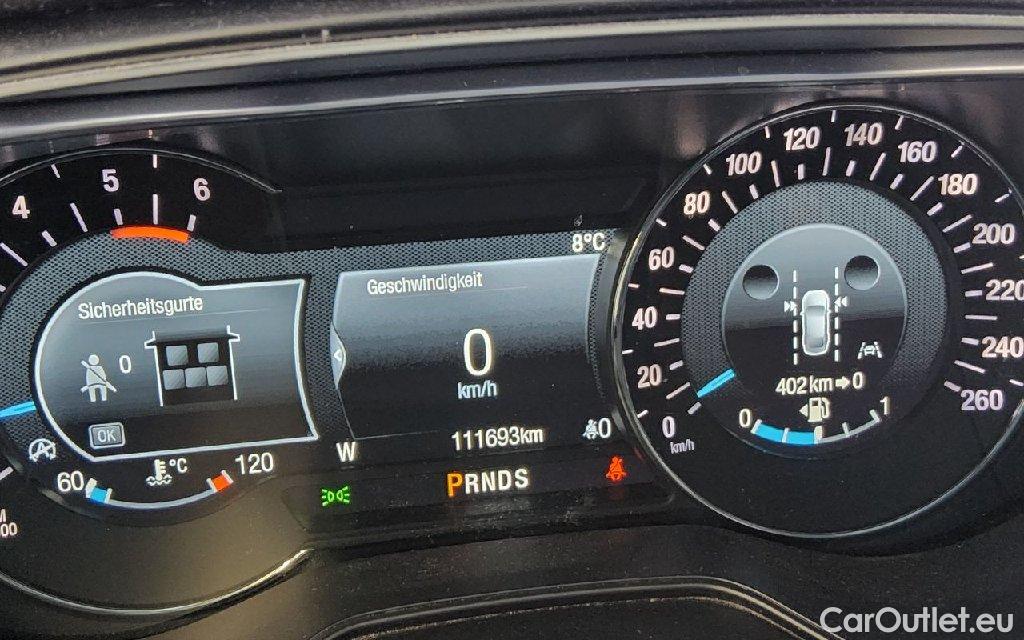 4
5
6
Sicherheitsgurte
0
OK
60
°C
120
8°C
Geschwindigkeit
0
km/h
W
111693km
0
PRNDS
0
20
40
60
80
100
120
140
160
180
200
220
240
260
km/h
402km→0
0
1
CarOutlet.eu